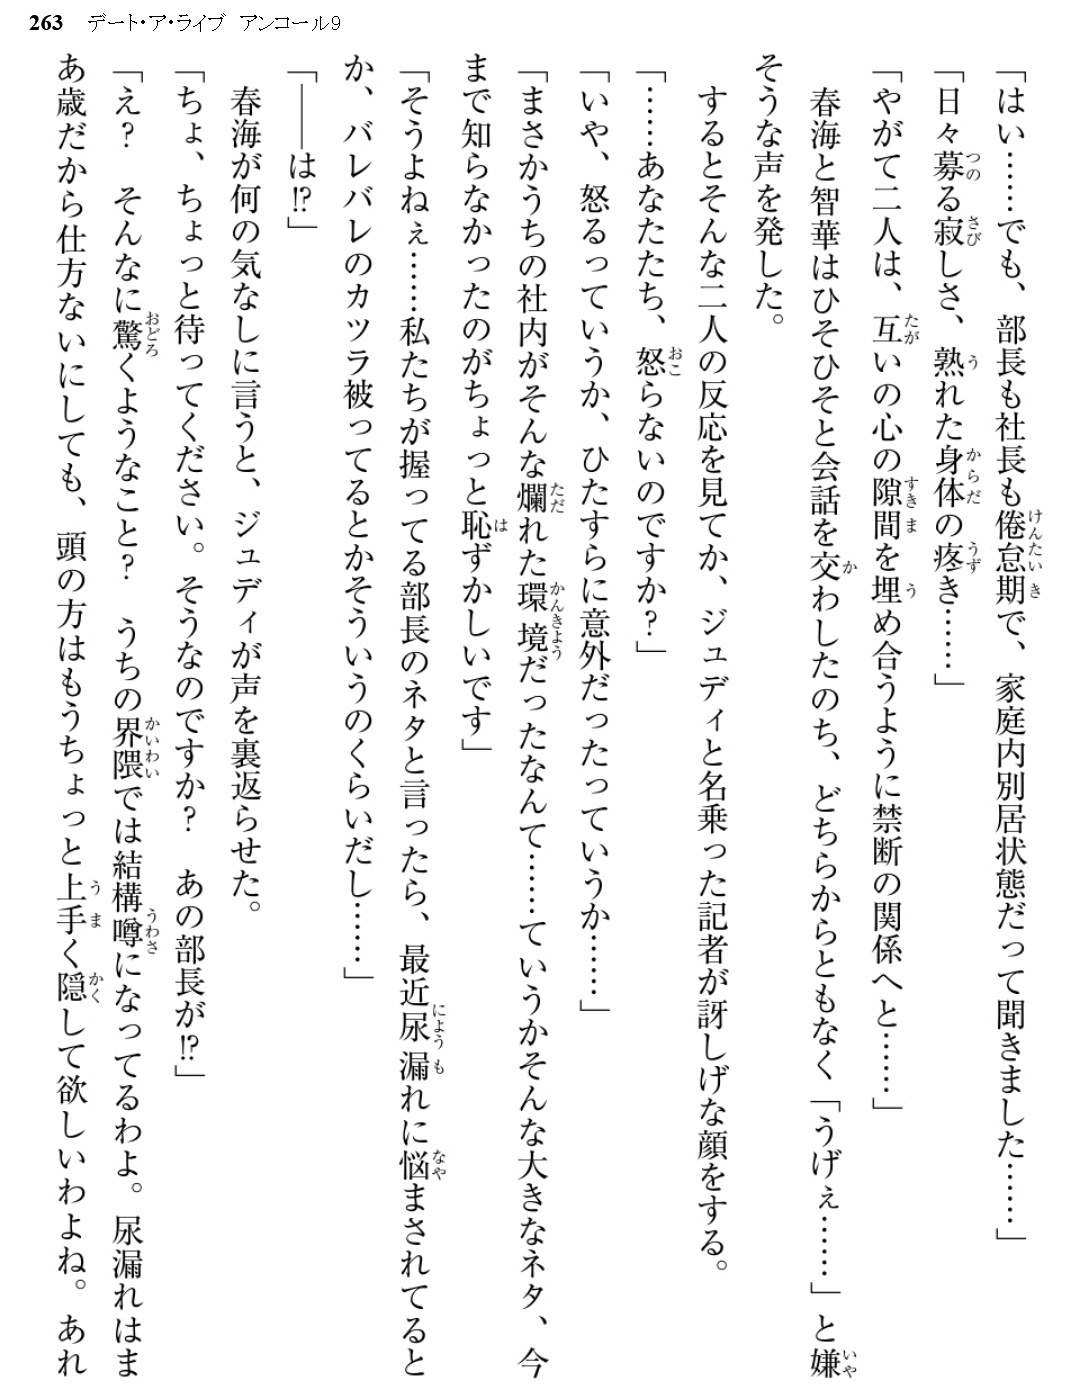 263 デート・ア・ライブ アンコール9
「はい……でも、部長も社長も倦怠期で、家庭内別居状態だって聞きました……」
「日々募る寂しさ、熟れた身体の疼き……」
「やがて二人は、互いの心の隙間を埋め合うように禁断の関係へと……」
春海と智華はひそひそと会話を交わしたのち、どちらからともなく「うげぇ……」と嫌
そうな声を発した。
するとそんな二人の反応を見てか、ジュディと名乗った記者が訝しげな顔をする。
「……あなたたち、怒らないのですか?」
「いや、怒るっていうか、ひたすらに意外だったっていうか……」
「まさかうちの社内がそんな爛れた環境だったなんて……ていうかそんな大きなネタ、今
まで知らなかったのがちょっと恥ずかしいです」
「そうよねぇ……私たちが握ってる部長のネタと言ったら、最近尿漏れに悩まされてると
か、バレバレのカツラ被ってるとかそういうのくらいだし……」
「――は!?」
春海が何の気なしに言うと、ジュディが声を裏返らせた。
「ちょ、ちょっと待ってください。そうなのですか? あの部長が!?」
「え? そんなに驚くようなこと? うちの界隈では結構噂になってるわよ。尿漏れはま
あ歳だから仕方ないにしても、頭の方はもうちょっと上手く隠して欲しいわよね。あれ